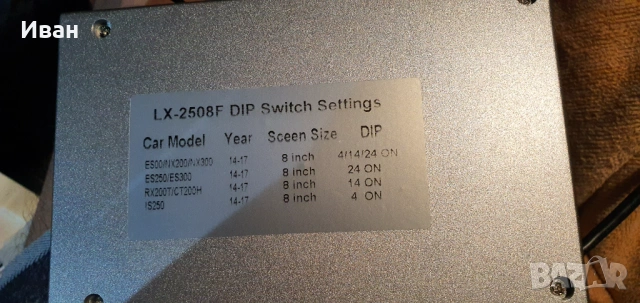 Иван
LX-2508F DIP Switch Settings
Car Model Year Sceen Size DIP
ES00/NX200/NX300 14-17 8 inch 4/14/24 ON
ES250/ES300 14-17 8 inch 24 ON
RX200T/CT200H 14-17 8 inch 14 ON
IS250 14-17 8 inch 4 ON
BAZAR